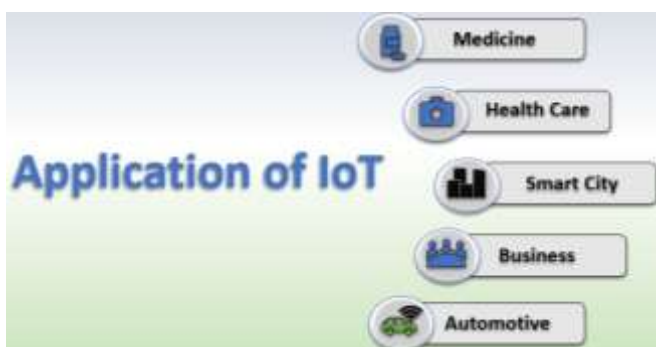 Medicine
Health Care
Application of IoT
Smart City
Business
Automotive